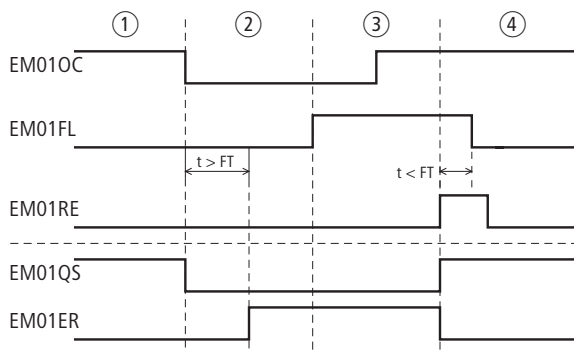 ① ② ③ ④
EM01OC
EM01FL
t > FT
t < FT
EM01RE
EM01QS
EM01ER